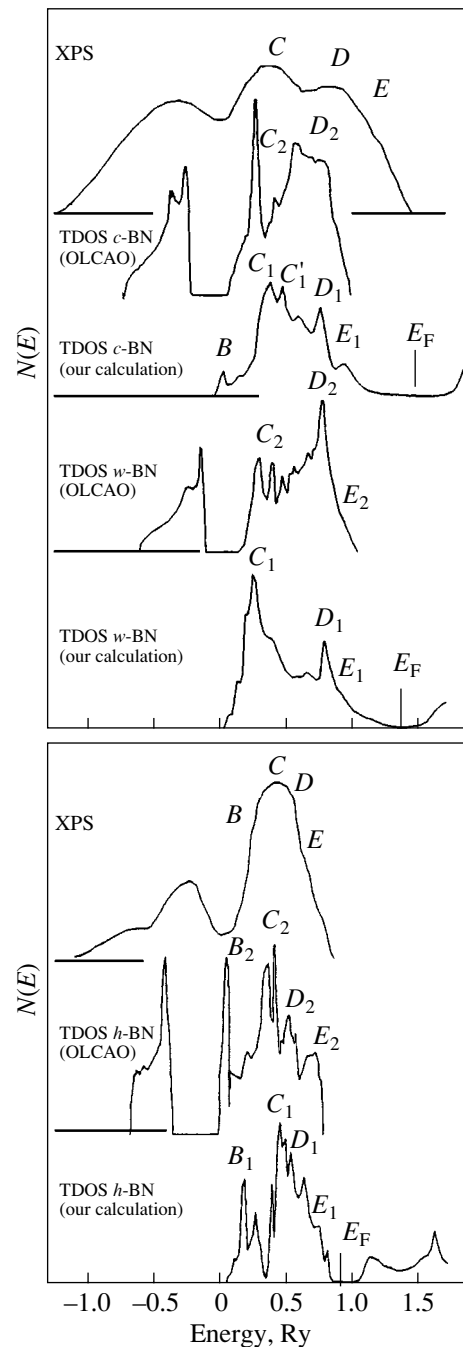 XPS
C
D
E
C2 D2
TDOS c-BN
(OLCAO)
C1 C1' D1
TDOS c-BN
(our calculation)
B
E1
EF
D2
TDOS w-BN
(OLCAO)
C2
E2
C1
TDOS w-BN
(our calculation)
D1
E1
EF
N(E)
C
XPS
B
D
E
C2
B2
TDOS h-BN
(OLCAO)
D2
E2
C1
D1
B1
TDOS h-BN
(our calculation)
E1
EF
N(E)
−1.0 −0.5 0 0.5 1.0 1.5
Energy, Ry